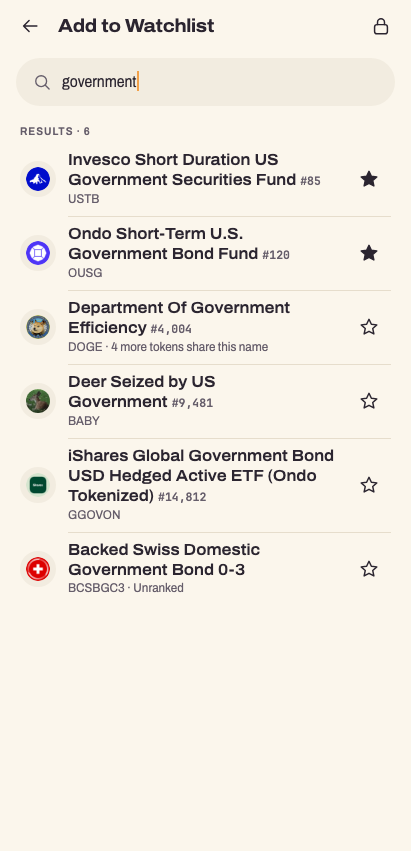 Add to Watchlist
government
RESULTS · 6
Invesco Short Duration US
Government Securities Fund #85
USTB
Ondo Short-Term U.S.
Government Bond Fund #120
OUSG
Department Of Government
Efficiency #4,004
DOGE · 4 more tokens share this name
Deer Seized by US
Government #9,481
BABY
iShares Global Government Bond
USD Hedged Active ETF (Ondo
Tokenized) #14,812
GGOVON
Backed Swiss Domestic
Government Bond 0-3
BCSBGC3 · Unranked